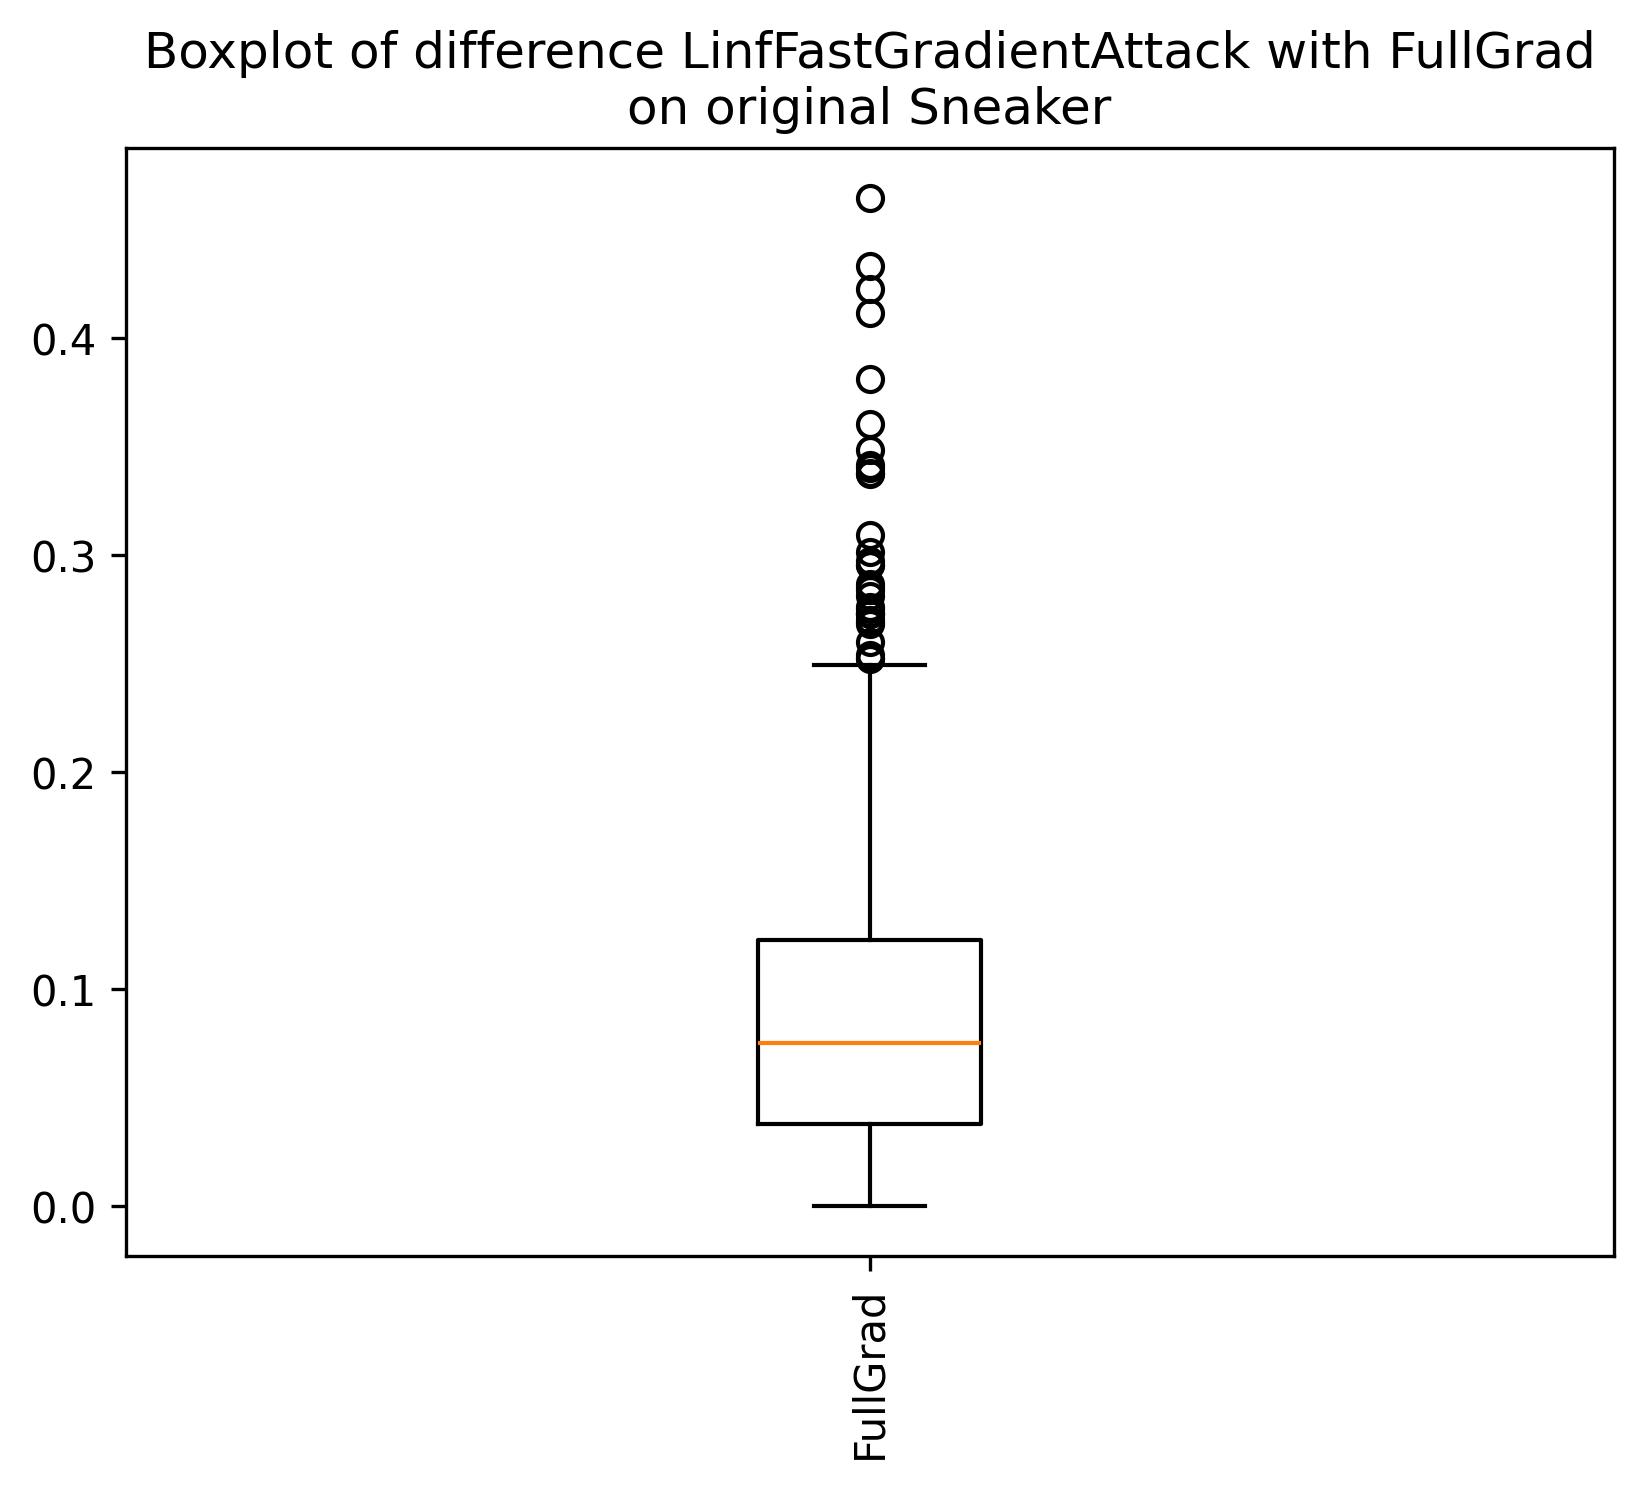 Boxplot of difference LinfFastGradientAttack with FullGrad
on original Sneaker
0.4
0.3
0.2
0.1
0.0
FullGrad